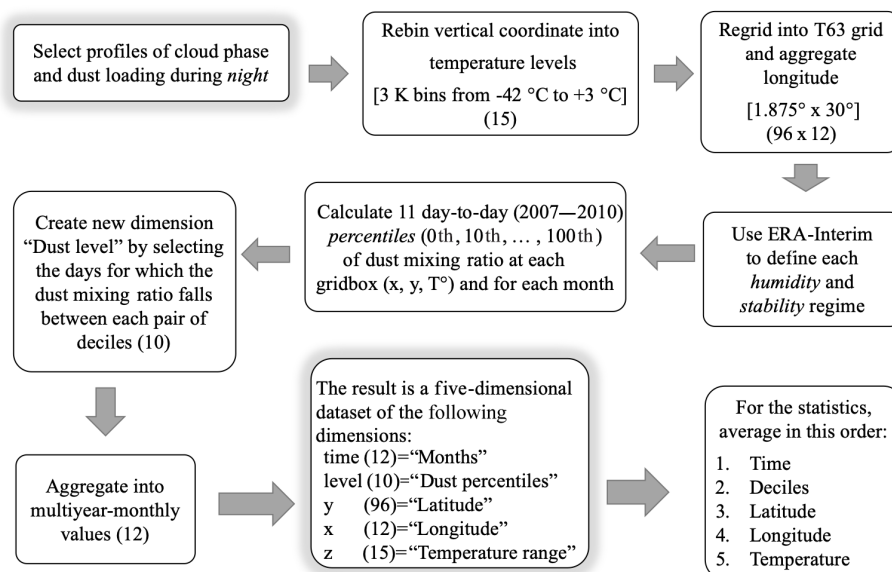 Select profiles of cloud phase
and dust loading during night
Rebin vertical coordinate into
temperature levels
[3 K bins from -42 °C to +3 °C]
(15)
Regrid into T63 grid
and aggregate
longitude
[1.875° x 30°]
(96 x 12)
Use ERA-Interim
to define each
humidity and
stability regime
Calculate 11 day-to-day (2007—2010)
percentiles (0th, 10th, … , 100th)
of dust mixing ratio at each
gridbox (x, y, T°) and for each month
Create new dimension
“Dust level” by selecting
the days for which the
dust mixing ratio falls
between each pair of
deciles (10)
Aggregate into
multiyear-monthly
values (12)
The result is a five-dimensional
dataset of the following
dimensions:
time (12)=“Months”
level (10)=“Dust percentiles”
y (96)=“Latitude”
x (12)=“Longitude”
z (15)=“Temperature range”
For the statistics,
average in this order:
1. Time
2. Deciles
3. Latitude
4. Longitude
5. Temperature